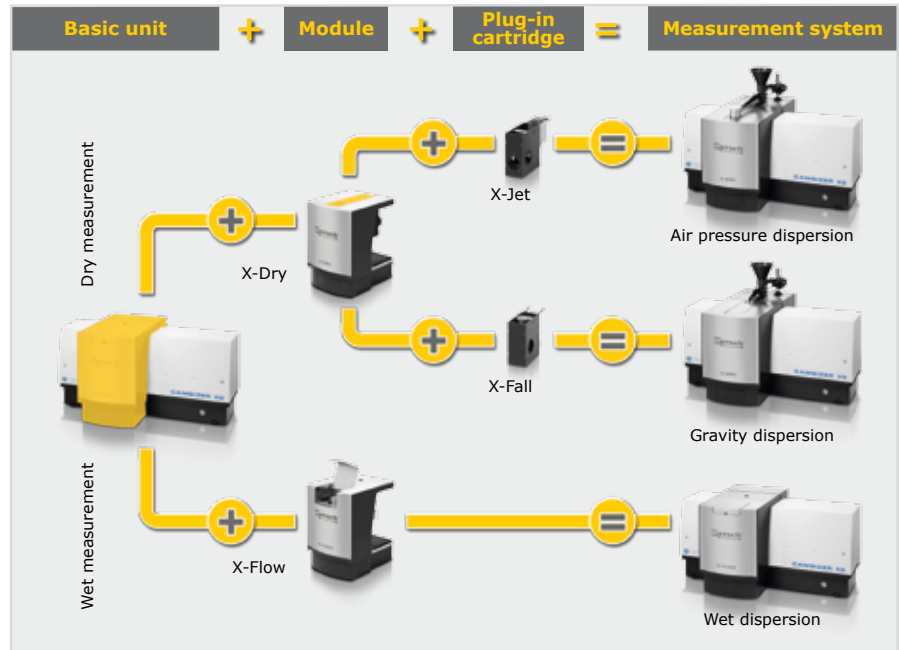 Basic unit
+
Module
+
Plug-in
cartridge
=
Measurement system
Dry measurement
+
+
=
X-Jet
X-Dry
Air pressure dispersion
+
=
X-Fall
Gravity dispersion
Wet measurement
+
=
X-Flow
Wet dispersion